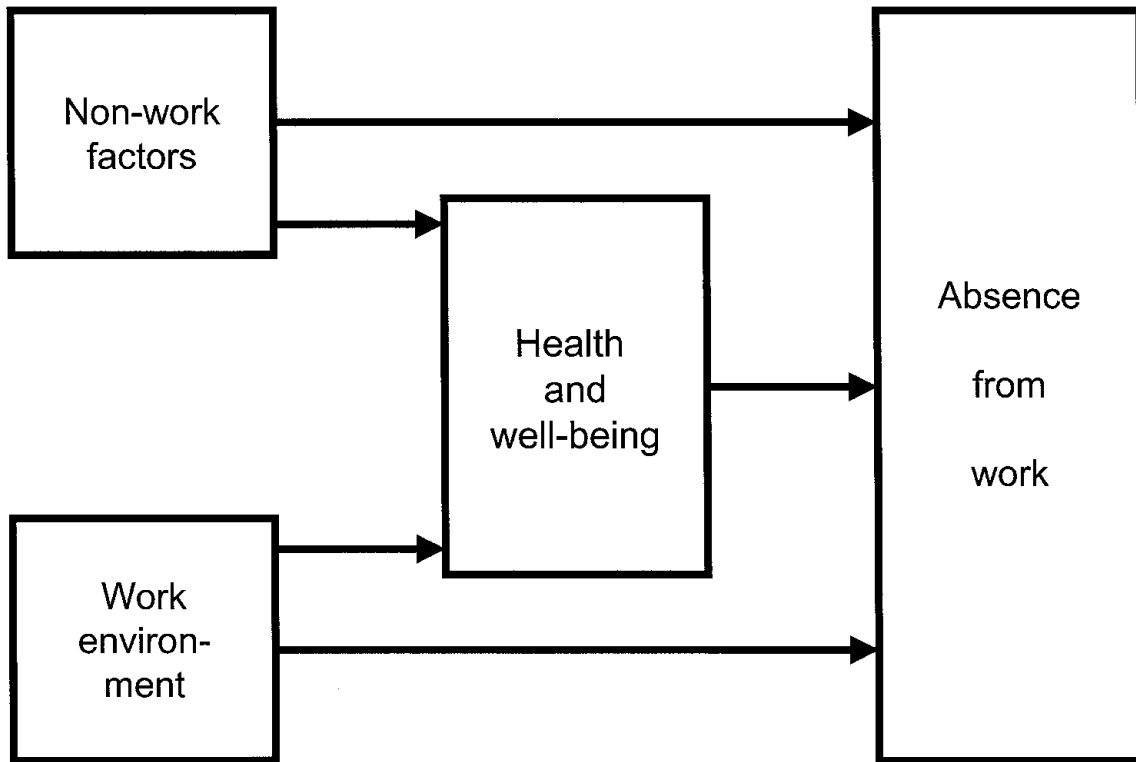 Non-work
factors
Health
and
well-being
Absence
from
work
Work
environ-
ment